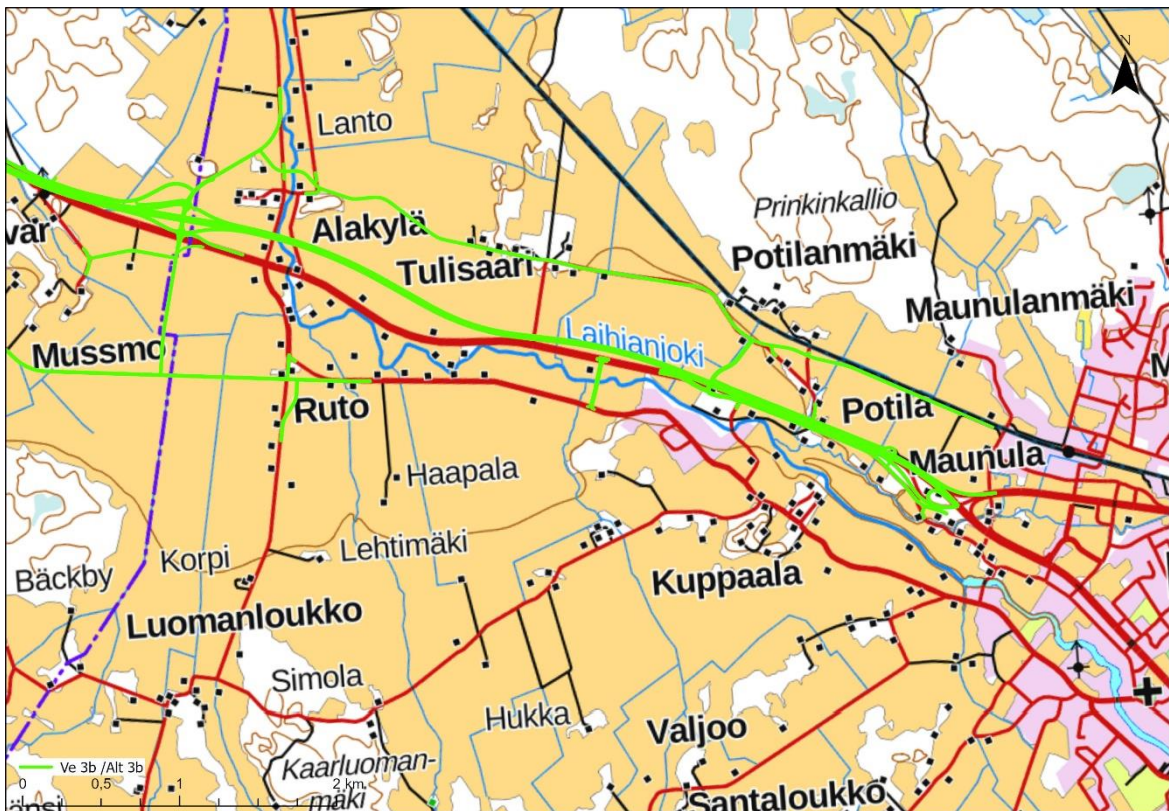 N
Lanto
Prinkinkallio
Alakylä
Potilanmäki
vär
Tulisaari
Maunulanmäki
Laihianjoki
Mussmo
M
Ruto
Potila
Maunula
Haapala
Lehtimäki
Korpi
Bäckby
Kuppaala
Luomanloukko
Simola
Hukka
Valjoo
Kaarluoman-
mäki
Santaloukko
Ve 3b /Alt 3b
0 0,5 1 2 km
ansi